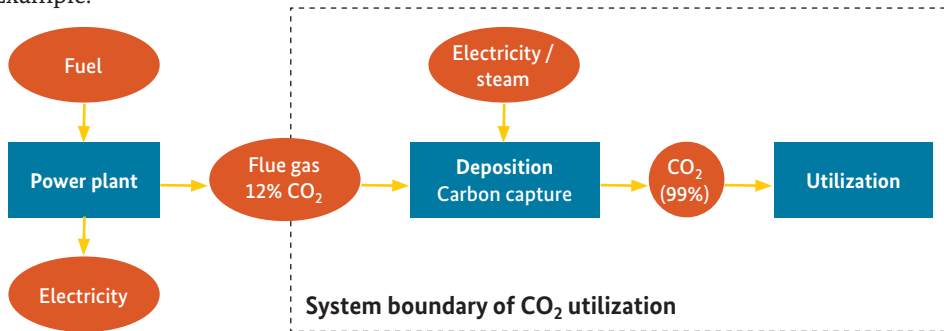 Example:
Fuel
Electricity /
steam
Power plant
Flue gas
12% CO₂
Deposition
Carbon capture
CO₂
(99%)
Utilization
Electricity
System boundary of CO₂ utilization